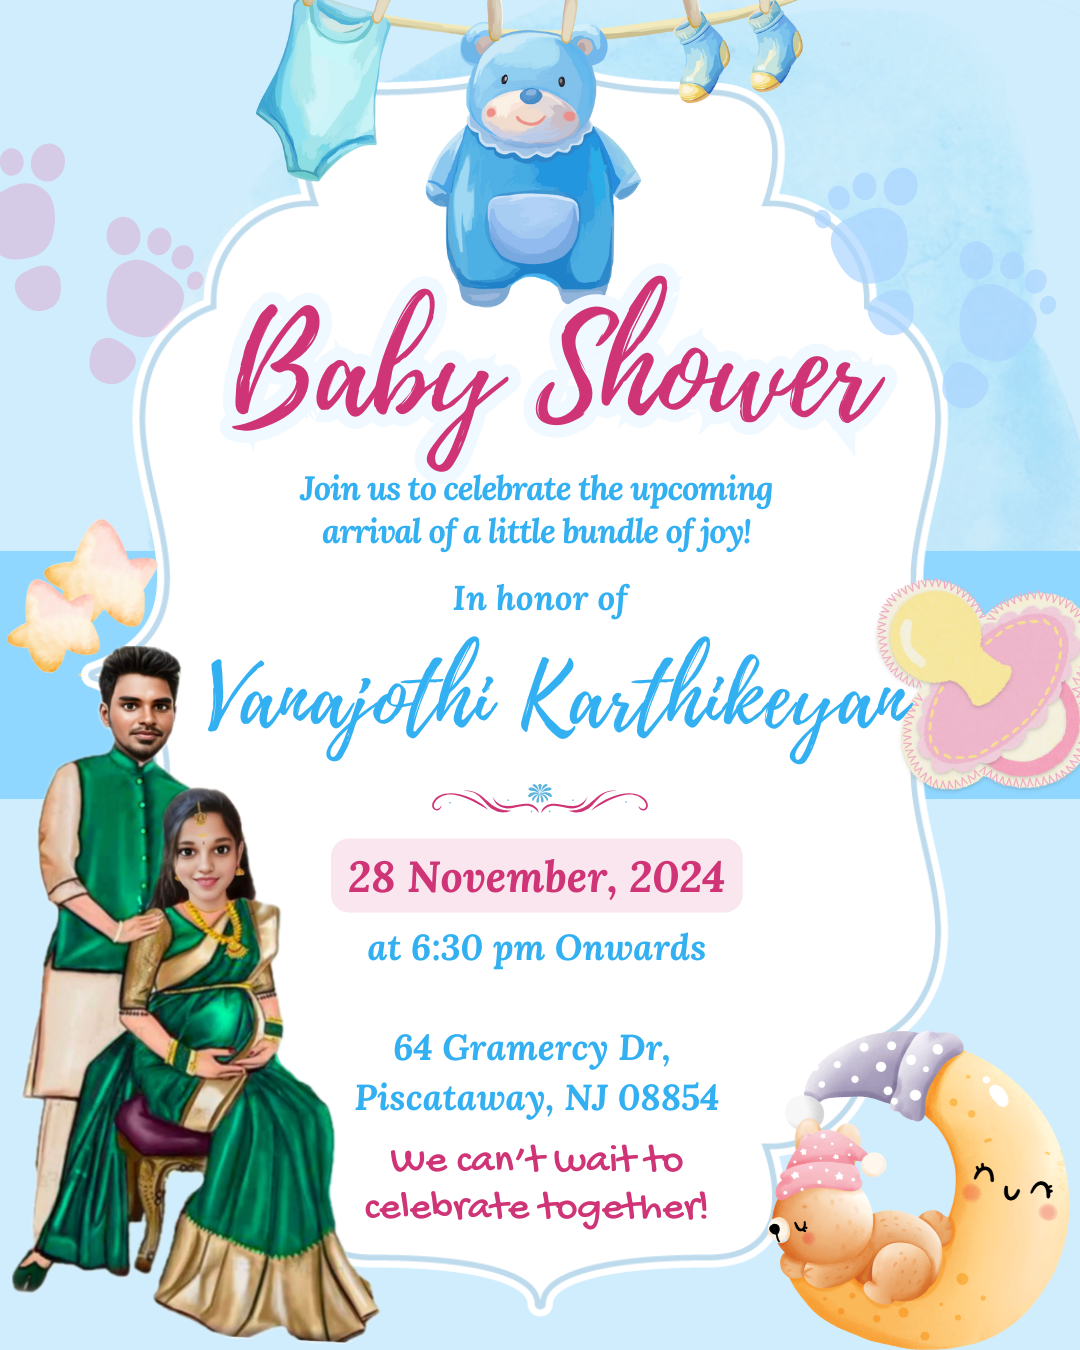 Baby Shower
Join us to celebrate the upcoming
arrival of a little bundle of joy!
In honor of
Vanajothi Karthikeyan
28 November, 2024
at 6:30 pm Onwards
64 Gramercy Dr,
Piscataway, NJ 08854
We can't wait to
celebrate together!